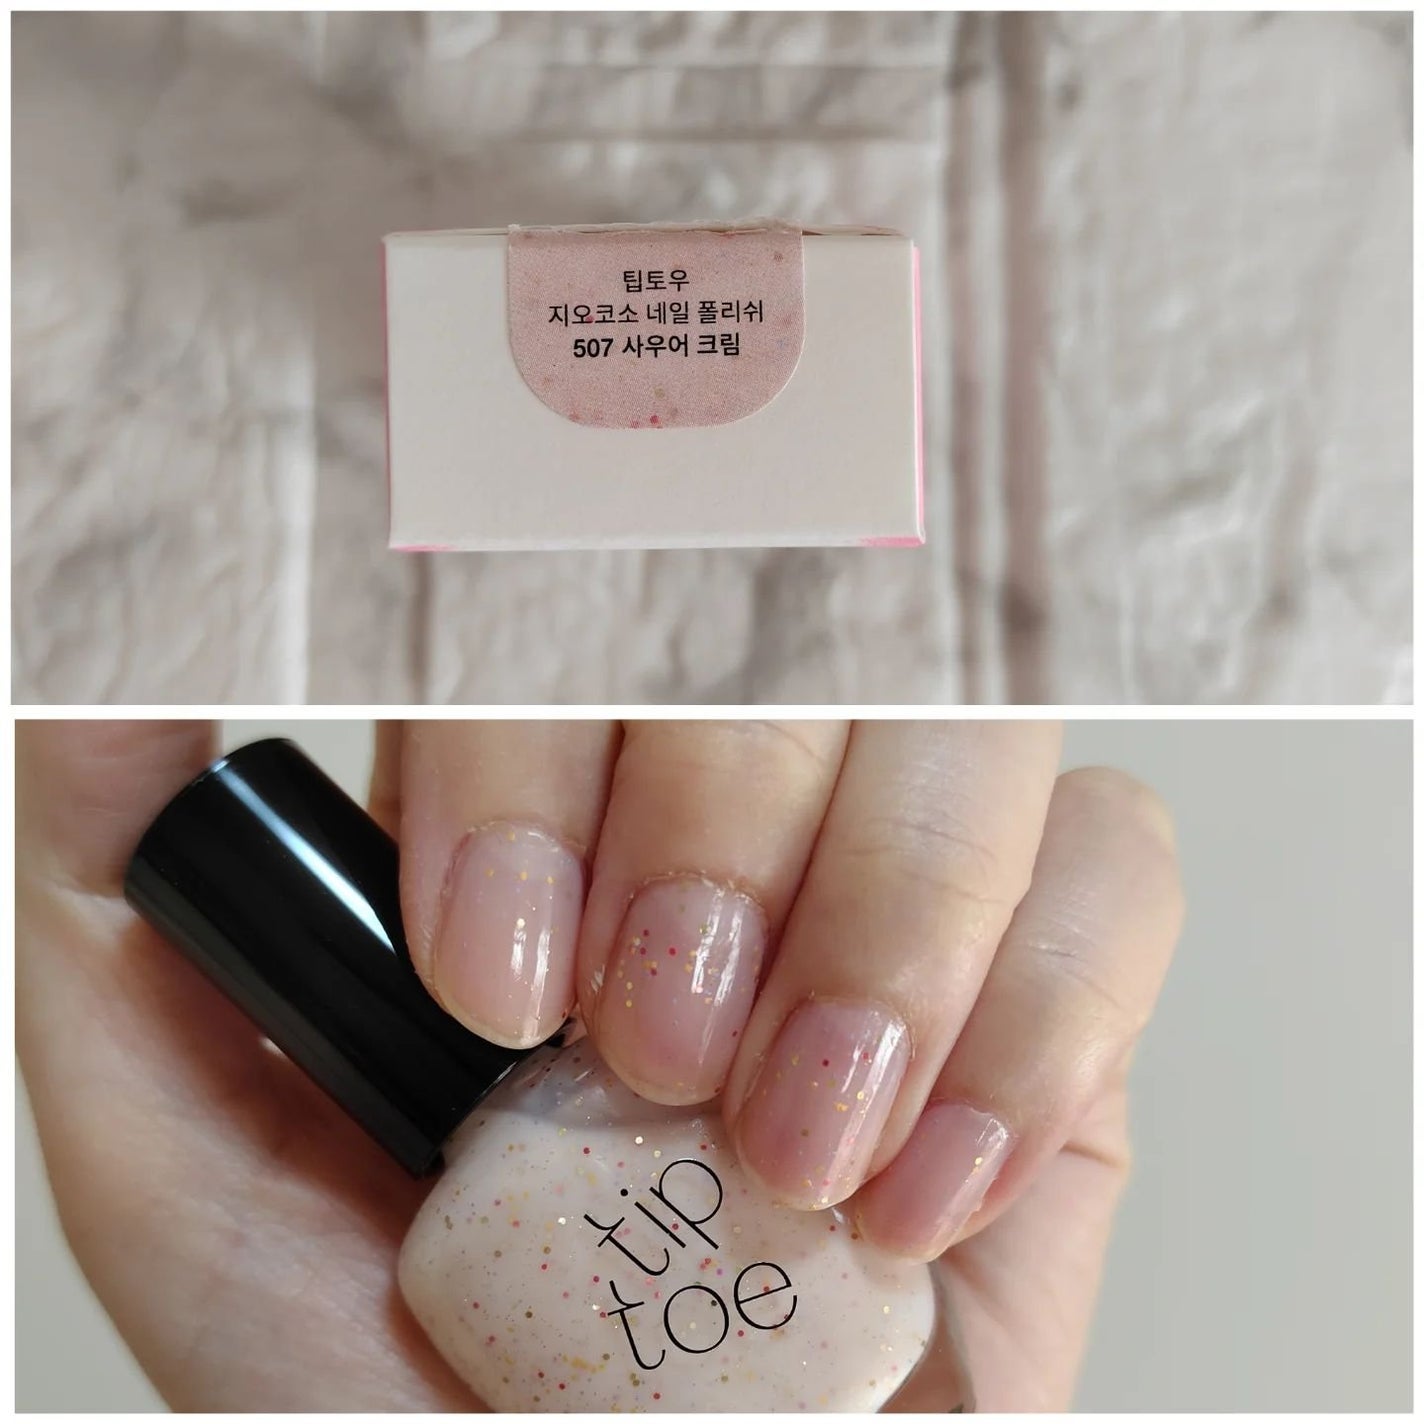 팁토우
지오코소 네일 폴리쉬
507 사우어 크림
tip
toe